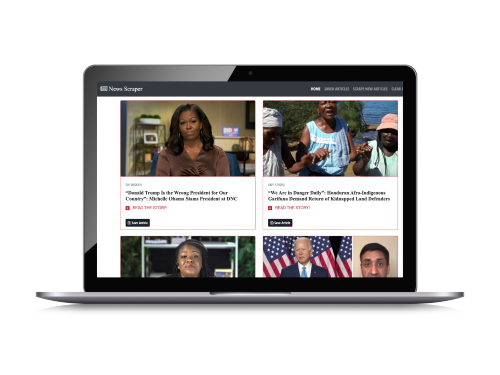 News Scraper
HOME SAVED ARTICLES SCRAPE NEW ARTICLES CLEAR
"Donald Trump Is the Wrong President for Our
Country": Michelle Obama Slams President at DNC
READ THE STORY!
Save Article
"We Are in Danger Daily": Honduran Afro-Indigenous
Garifuna Demand Return of Kidnapped Land Defenders
READ THE STORY!
Save Article